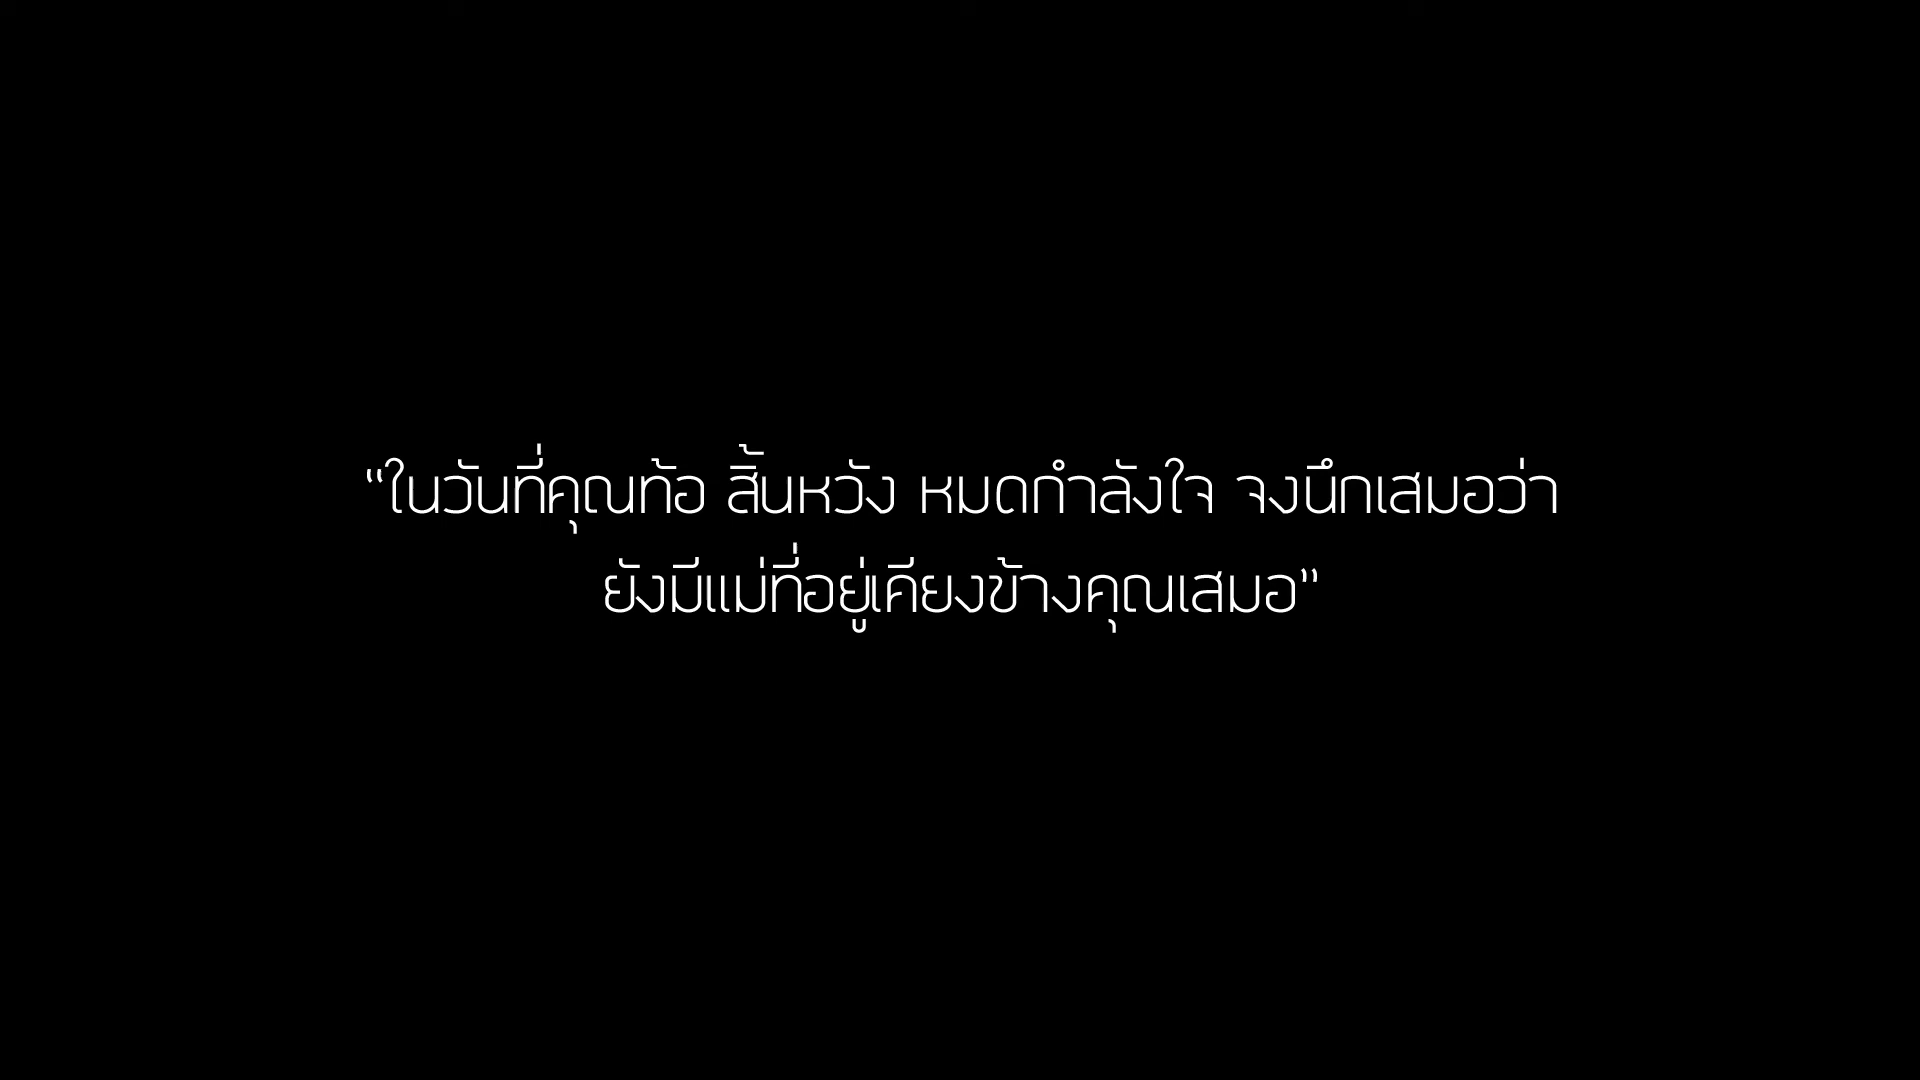 “ในวันที่คุณท้อ สิ้นหวัง หมดกำลังใจ จงนึกเสมอว่า
ยังมีแม่ที่อยู่เคียงข้างคุณเสมอ”